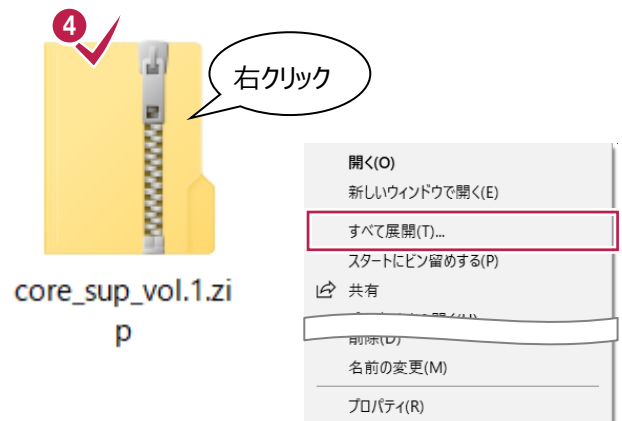 4
右クリック
core_sup_vol.1.zi
p
開く(O)
新しいウィンドウで開く(E)
すべて展開(T)...
スタートにピン留めする(P)
共有
削除(D)
名前の変更(M)
プロパティ(R)